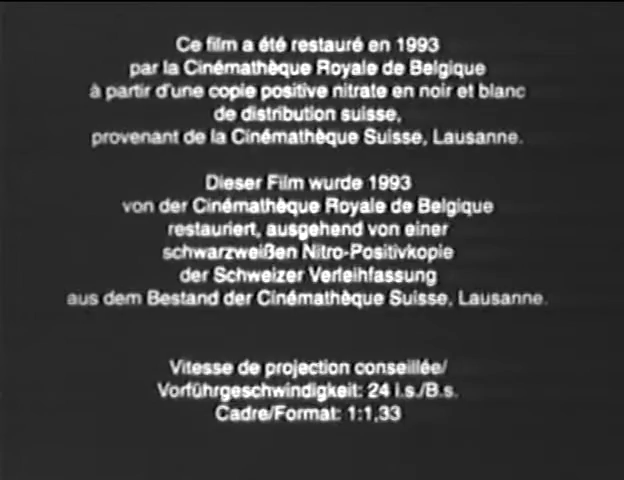 Ce film a été restauré en 1993
par la Cinémathèque Royale de Belgique
à partir d'une copie positive nitrate en noir et blanc
de distribution suisse,
provenant de la Cinémathèque Suisse, Lausanne.
Dieser Film wurde 1993
von der Cinémathèque Royale de Belgique
restauriert, ausgehend von einer
schwarzweißen Nitro-Positivkopie
der Schweizer Verleihfassung
aus dem Bestand der Cinémathèque Suisse, Lausanne.
Vitesse de projection conseillée/
Vorführgeschwindigkeit: 24 i.s./B.s.
Cadre/Format: 1:1,33